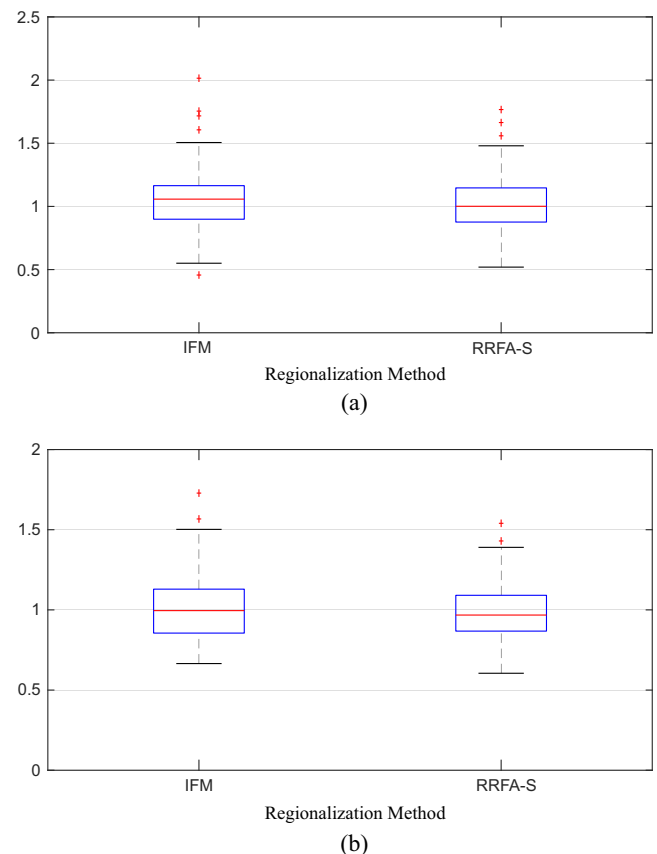 2.5
2
1.5
1
0.5
0
IFM RRFA-S
Regionalization Method
(a)
2
1.5
1
0.5
0
IFM RRFA-S
Regionalization Method
(b)